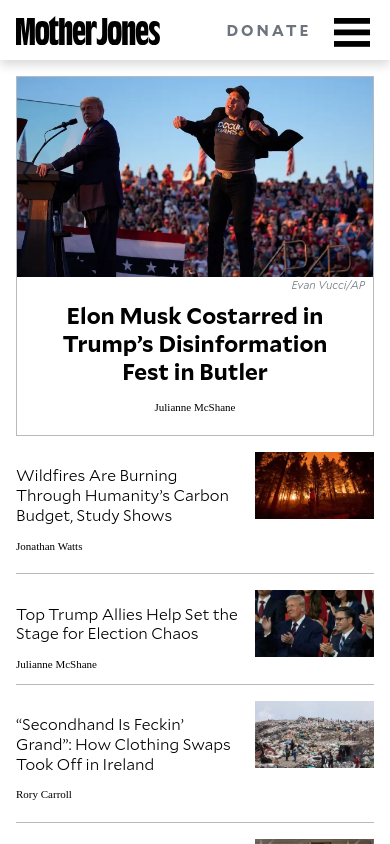 Mother Jones
DONATE
OCCUPY
MARS
Evan Vucci/AP
Elon Musk Costarred in
Trump’s Disinformation
Fest in Butler
Julianne McShane
Wildfires Are Burning
Through Humanity’s Carbon
Budget, Study Shows
Jonathan Watts
Top Trump Allies Help Set the
Stage for Election Chaos
Julianne McShane
“Secondhand Is Feckin’
Grand”: How Clothing Swaps
Took Off in Ireland
Rory Carroll